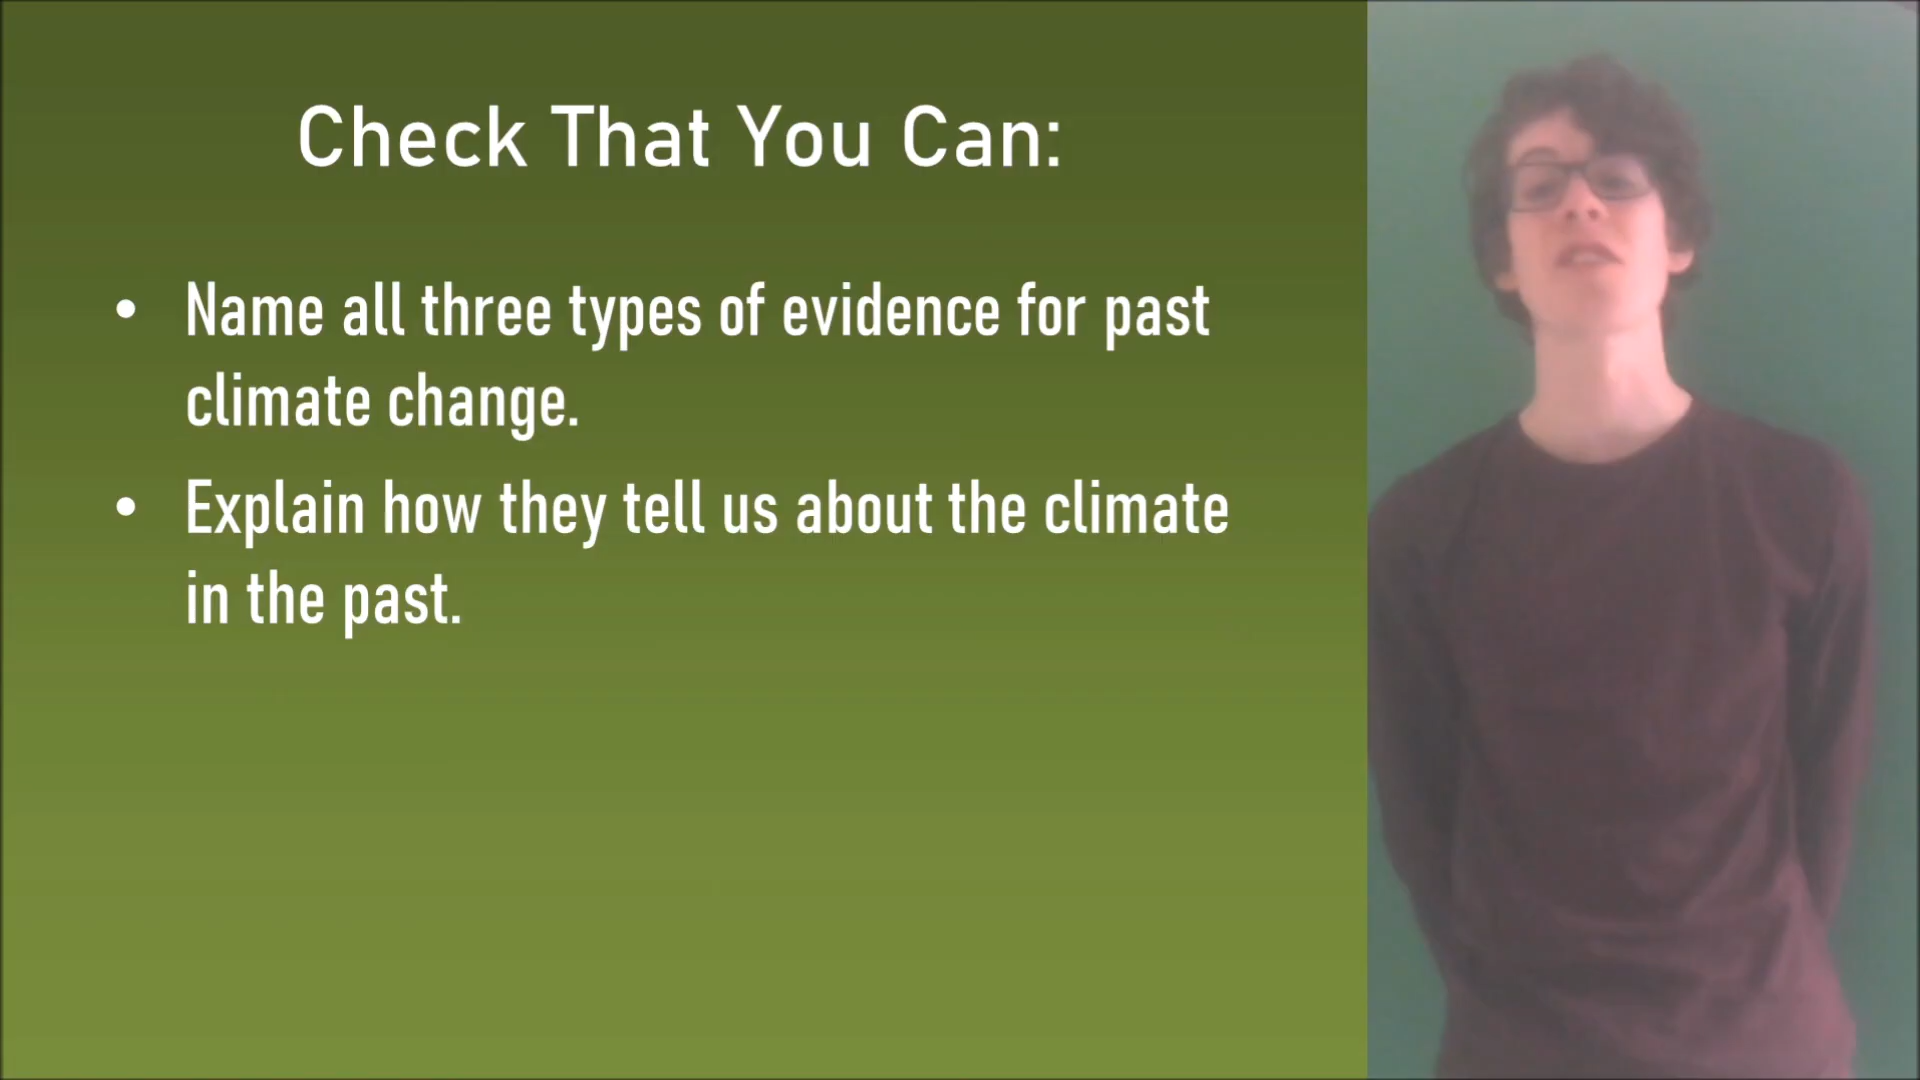 Check That You Can:
• Name all three types of evidence for past
climate change.
• Explain how they tell us about the climate
in the past.